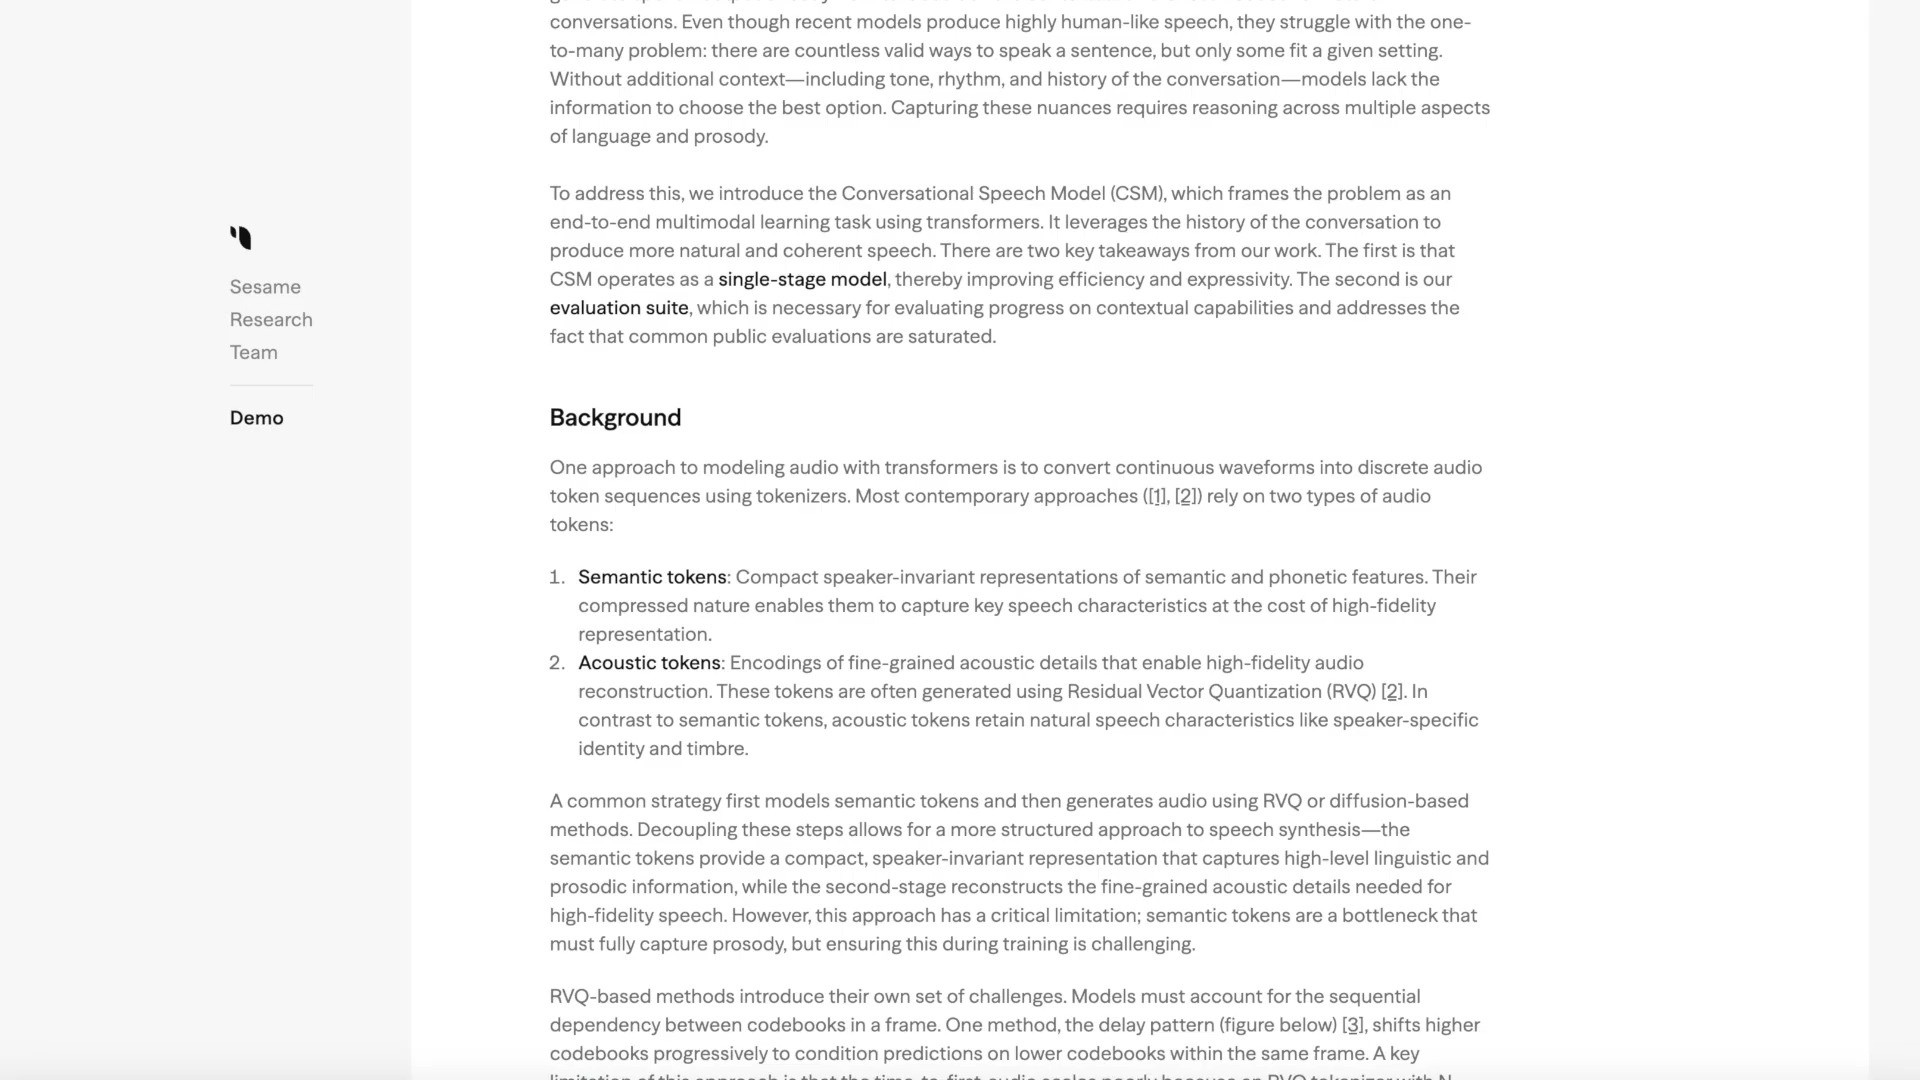 conversations. Even though recent models produce highly human-like speech, they struggle with the one-
to-many problem: there are countless valid ways to speak a sentence, but only some fit a given setting.
Without additional context—including tone, rhythm, and history of the conversation—models lack the
information to choose the best option. Capturing these nuances requires reasoning across multiple aspects
of language and prosody.
To address this, we introduce the Conversational Speech Model (CSM), which frames the problem as an
end-to-end multimodal learning task using transformers. It leverages the history of the conversation to
produce more natural and coherent speech. There are two key takeaways from our work. The first is that
CSM operates as a single-stage model, thereby improving efficiency and expressivity. The second is our
evaluation suite, which is necessary for evaluating progress on contextual capabilities and addresses the
fact that common public evaluations are saturated.
Sesame
Research
Team
Demo
Background
One approach to modeling audio with transformers is to convert continuous waveforms into discrete audio
token sequences using tokenizers. Most contemporary approaches ([1], [2]) rely on two types of audio
tokens:
1. Semantic tokens: Compact speaker-invariant representations of semantic and phonetic features. Their
compressed nature enables them to capture key speech characteristics at the cost of high-fidelity
representation.
2. Acoustic tokens: Encodings of fine-grained acoustic details that enable high-fidelity audio
reconstruction. These tokens are often generated using Residual Vector Quantization (RVQ) [2]. In
contrast to semantic tokens, acoustic tokens retain natural speech characteristics like speaker-specific
identity and timbre.
A common strategy first models semantic tokens and then generates audio using RVQ or diffusion-based
methods. Decoupling these steps allows for a more structured approach to speech synthesis—the
semantic tokens provide a compact, speaker-invariant representation that captures high-level linguistic and
prosodic information, while the second-stage reconstructs the fine-grained acoustic details needed for
high-fidelity speech. However, this approach has a critical limitation; semantic tokens are a bottleneck that
must fully capture prosody, but ensuring this during training is challenging.
RVQ-based methods introduce their own set of challenges. Models must account for the sequential
dependency between codebooks in a frame. One method, the delay pattern (figure below) [3], shifts higher
codebooks progressively to condition predictions on lower codebooks within the same frame. A key